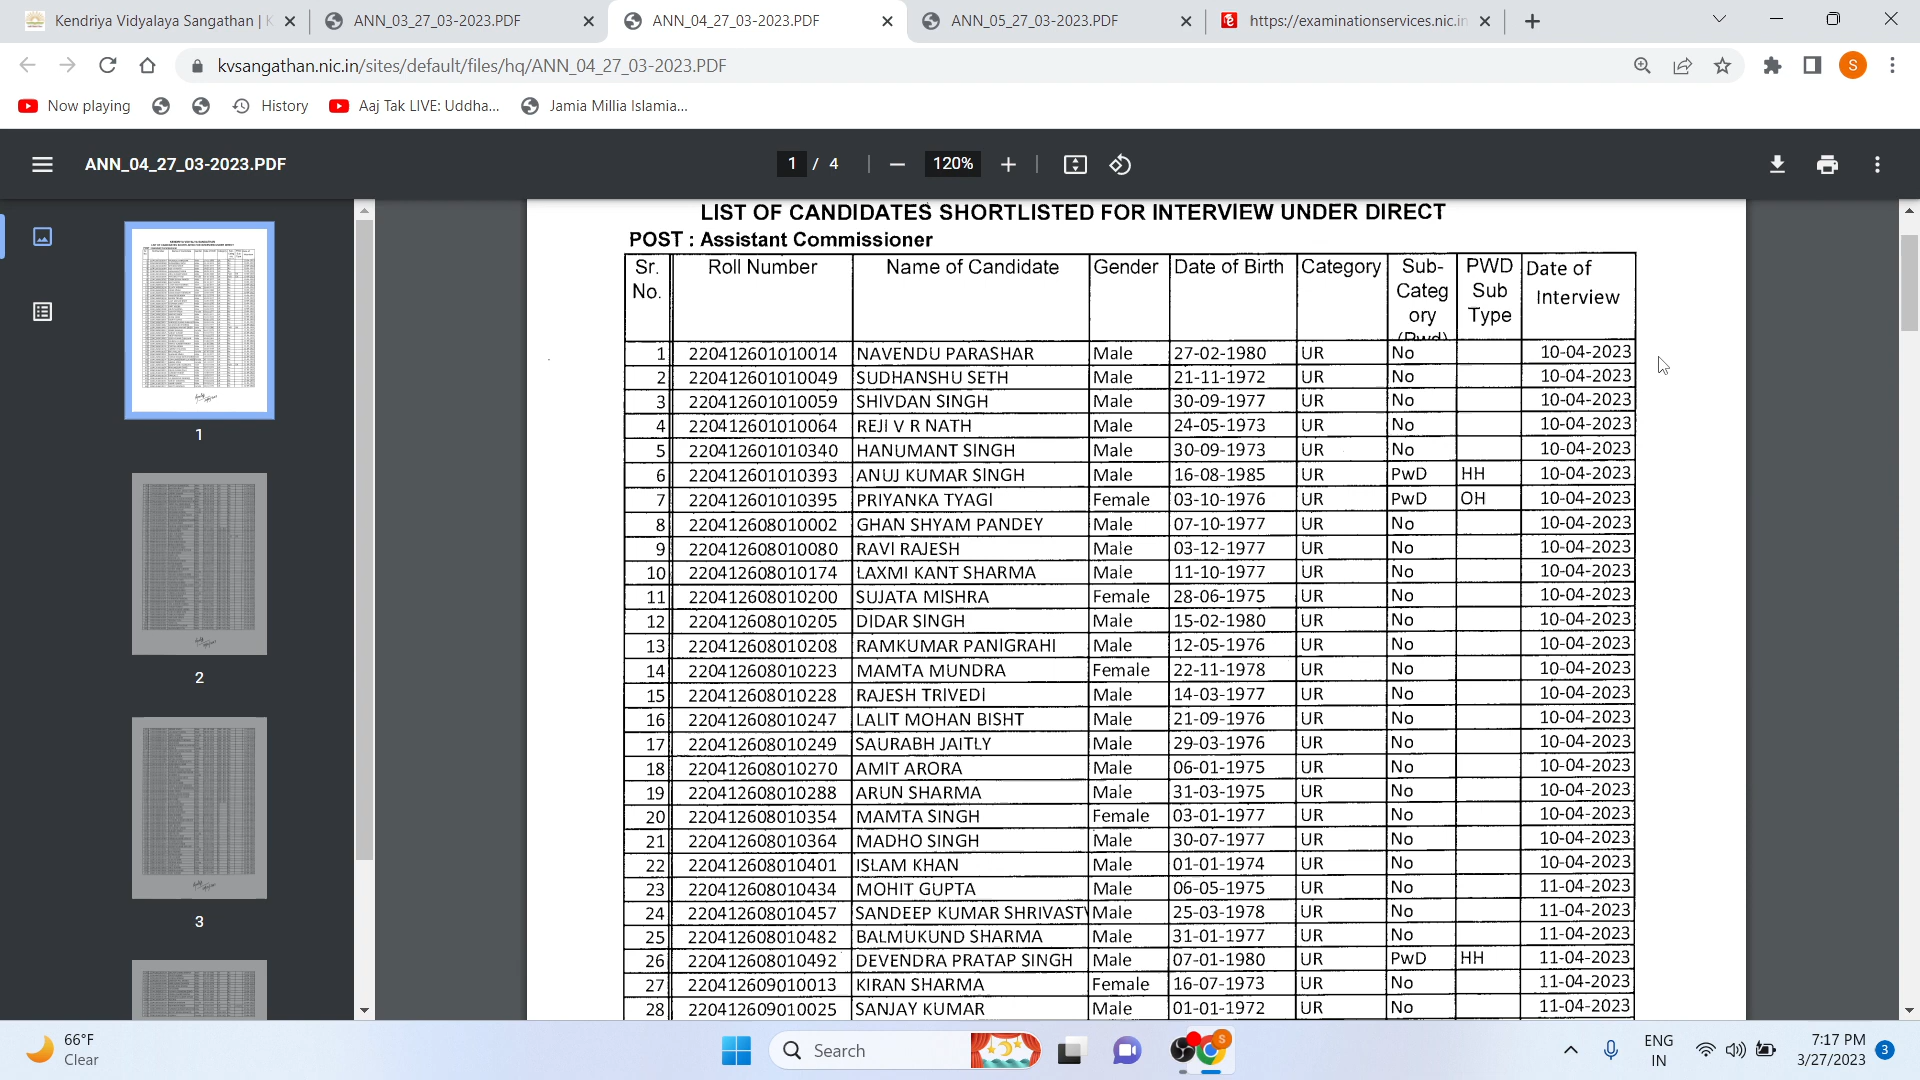 Kendriya Vidyalaya Sangathan | K
ANN_03_27_03-2023.PDF
ANN_04_27_03-2023.PDF
ANN_05_27_03-2023.PDF
https://examinationservices.nic.in
kvsangathan.nic.in/sites/default/files/hq/ANN_04_27_03-2023.PDF
S
Now playing
History
Aaj Tak LIVE: Uddha...
Jamia Millia Islamia...
ANN_04_27_03-2023.PDF
1 / 4
120%
1
2
3
LIST OF CANDIDATES SHORTLISTED FOR INTERVIEW UNDER DIRECT
POST : Assistant Commissioner
Sr. No. Roll Number Name of Candidate Gender Date of Birth Category Sub-Category (Pwd) PWD Sub Type Date of Interview
1 220412601010014 NAVENDU PARASHAR Male 27-02-1980 UR No 10-04-2023
2 220412601010049 SUDHANSHU SETH Male 21-11-1972 UR No 10-04-2023
3 220412601010059 SHIVDAN SINGH Male 30-09-1977 UR No 10-04-2023
4 220412601010064 REJI V R NATH Male 24-05-1973 UR No 10-04-2023
5 220412601010340 HANUMANT SINGH Male 30-09-1973 UR No 10-04-2023
6 220412601010393 ANUJ KUMAR SINGH Male 16-08-1985 UR PwD HH 10-04-2023
7 220412601010395 PRIYANKA TYAGI Female 03-10-1976 UR PwD OH 10-04-2023
8 220412608010002 GHAN SHYAM PANDEY Male 07-10-1977 UR No 10-04-2023
9 220412608010080 RAVI RAJESH Male 03-12-1977 UR No 10-04-2023
10 220412608010174 LAXMI KANT SHARMA Male 11-10-1977 UR No 10-04-2023
11 220412608010200 SUJATA MISHRA Female 28-06-1975 UR No 10-04-2023
12 220412608010205 DIDAR SINGH Male 15-02-1980 UR No 10-04-2023
13 220412608010208 RAMKUMAR PANIGRAHI Male 12-05-1976 UR No 10-04-2023
14 220412608010223 MAMTA MUNDRA Female 22-11-1978 UR No 10-04-2023
15 220412608010228 RAJESH TRIVEDI Male 14-03-1977 UR No 10-04-2023
16 220412608010247 LALIT MOHAN BISHT Male 21-09-1976 UR No 10-04-2023
17 220412608010249 SAURABH JAITLY Male 29-03-1976 UR No 10-04-2023
18 220412608010270 AMIT ARORA Male 06-01-1975 UR No 10-04-2023
19 220412608010288 ARUN SHARMA Male 31-03-1975 UR No 10-04-2023
20 220412608010354 MAMTA SINGH Female 03-01-1977 UR No 10-04-2023
21 220412608010364 MADHO SINGH Male 30-07-1977 UR No 10-04-2023
22 220412608010401 ISLAM KHAN Male 01-01-1974 UR No 10-04-2023
23 220412608010434 MOHIT GUPTA Male 06-05-1975 UR No 11-04-2023
24 220412608010457 SANDEEP KUMAR SHRIVAST Male 25-03-1978 UR No 11-04-2023
25 220412608010482 BALMUKUND SHARMA Male 31-01-1977 UR No 11-04-2023
26 220412608010492 DEVENDRA PRATAP SINGH Male 07-01-1980 UR PwD HH 11-04-2023
27 220412609010013 KIRAN SHARMA Female 16-07-1973 UR No 11-04-2023
28 220412609010025 SANJAY KUMAR Male 01-01-1972 UR No 11-04-2023
66°F
Clear
Search
S
ENG
IN
7:17 PM
3/27/2023
3